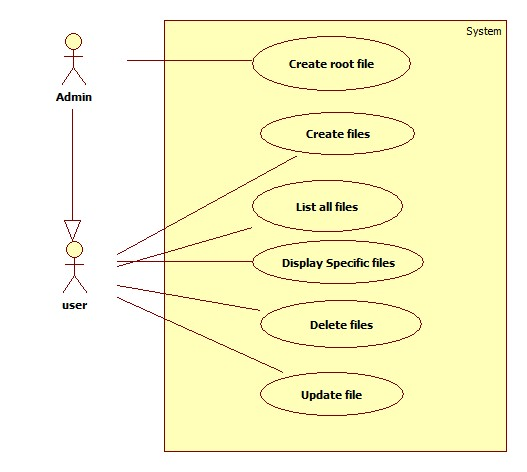 System
Create root file
Admin
Create files
List all files
Display Specific files
user
Delete files
Update file